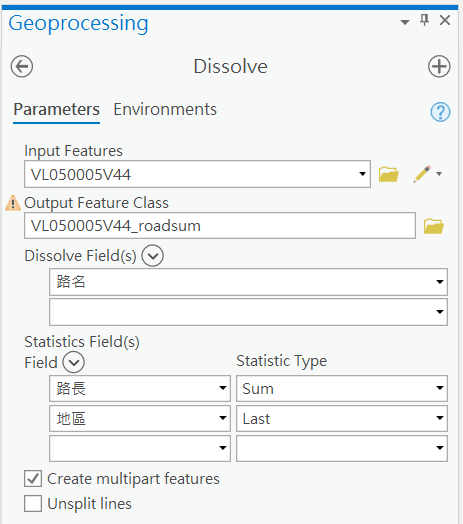 Geoprocessing
Dissolve
Parameters Environments
Input Features
VL050005V44
Output Feature Class
VL050005V44_roadsum
Dissolve Field(s)
路名
Statistics Field(s)
Field Statistic Type
路長 Sum
地區 Last
Create multipart features
Unsplit lines